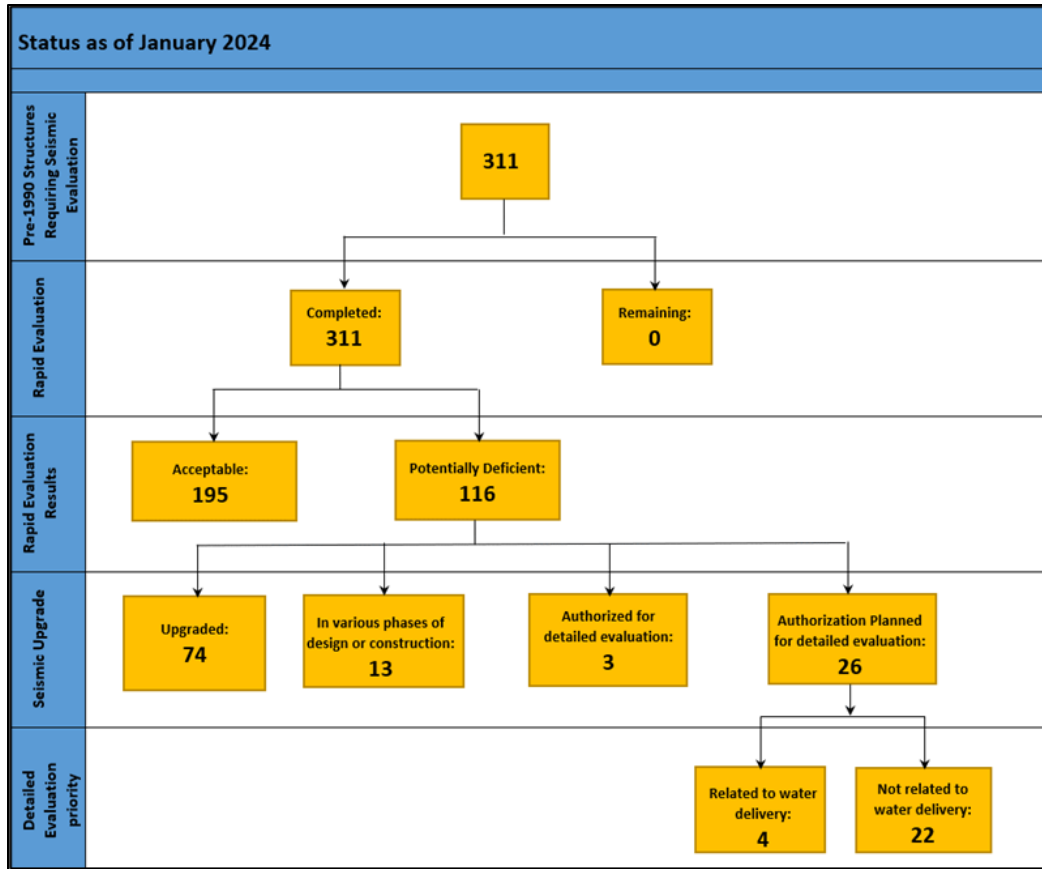 Status as of January 2024
Pre-1990 Structures
Requiring Seismic
Evaluation
311
Rapid Evaluation
Completed:
311
Remaining:
0
Rapid Evaluation
Results
Acceptable:
195
Potentially Deficient:
116
Seismic Upgrade
Upgraded:
74
In various phases of
design or construction:
13
Authorized for
detailed evaluation:
3
Authorization Planned
for detailed evaluation:
26
Detailed
Evaluation
priority
Related to water
delivery:
4
Not related to
water delivery:
22